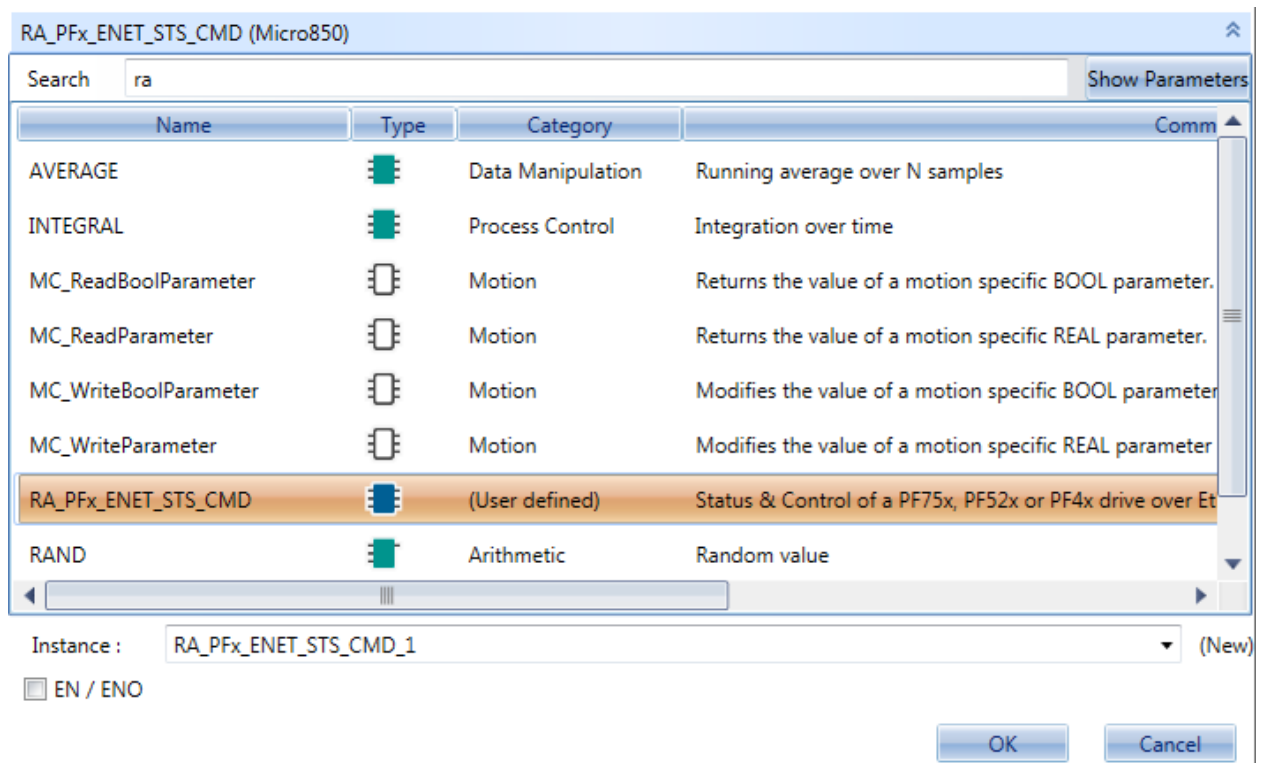 RA_PFx_ENET_STS_CMD (Micro850)
Search ra Show Parameters
Name Type Category Comm
AVERAGE Data Manipulation Running average over N samples
INTEGRAL Process Control Integration over time
MC_ReadBoolParameter Motion Returns the value of a motion specific BOOL parameter.
MC_ReadParameter Motion Returns the value of a motion specific REAL parameter.
MC_WriteBoolParameter Motion Modifies the value of a motion specific BOOL parameter
MC_WriteParameter Motion Modifies the value of a motion specific REAL parameter
RA_PFx_ENET_STS_CMD (User defined) Status & Control of a PF75x, PF52x or PF4x drive over Et
RAND Arithmetic Random value
Instance : RA_PFx_ENET_STS_CMD_1 (New)
EN / ENO
OK Cancel